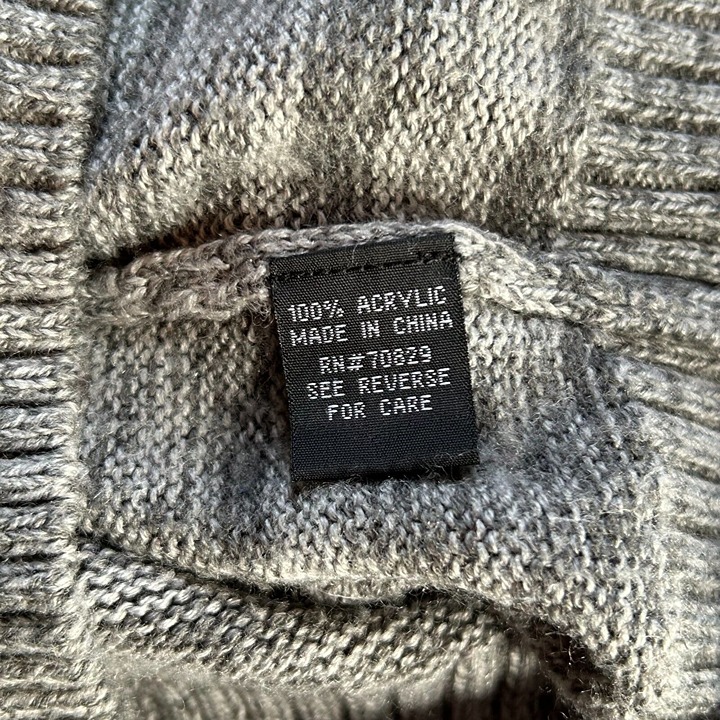 100% ACRYLIC
MADE IN CHINA
RN#70829
SEE REVERSE
FOR CARE